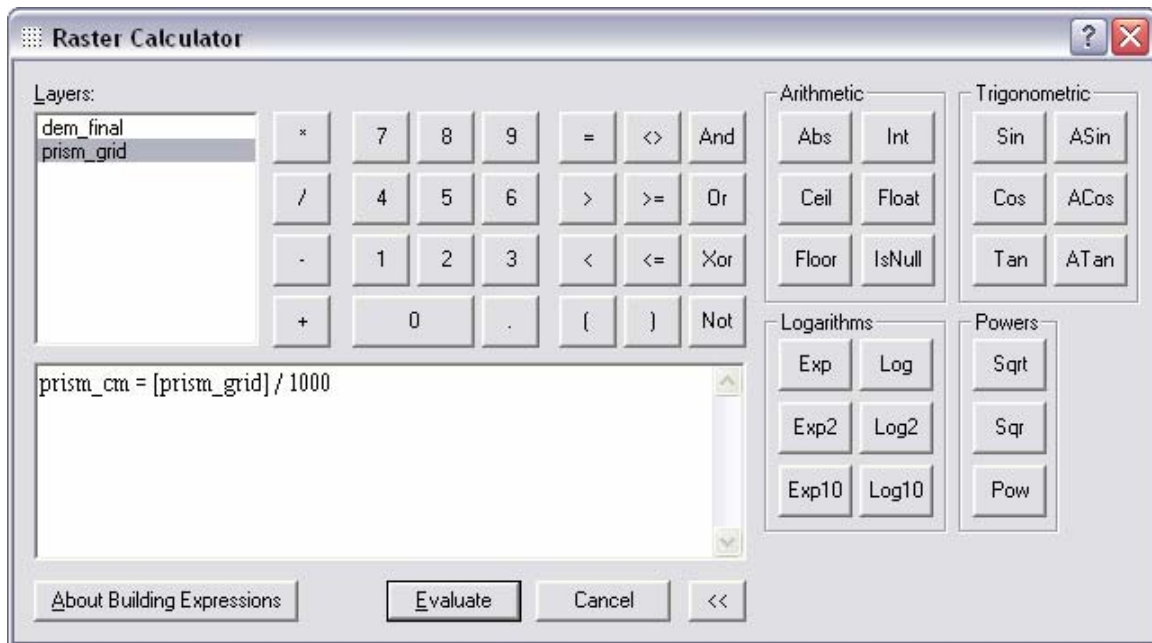 Raster Calculator
?
X
Layers:
dem_final
prism_grid
* 7 8 9 = <> And
/ 4 5 6 > >= Or
- 1 2 3 < <= Xor
+ 0 . ( ) Not
Arithmetic
Abs Int
Ceil Float
Floor IsNull
Trigonometric
Sin ASin
Cos ACos
Tan ATan
Logarithms
Exp Log
Exp2 Log2
Exp10 Log10
Powers
Sqrt
Sqr
Pow
prism_cm = [prism_grid] / 1000
About Building Expressions
Evaluate
Cancel
<<